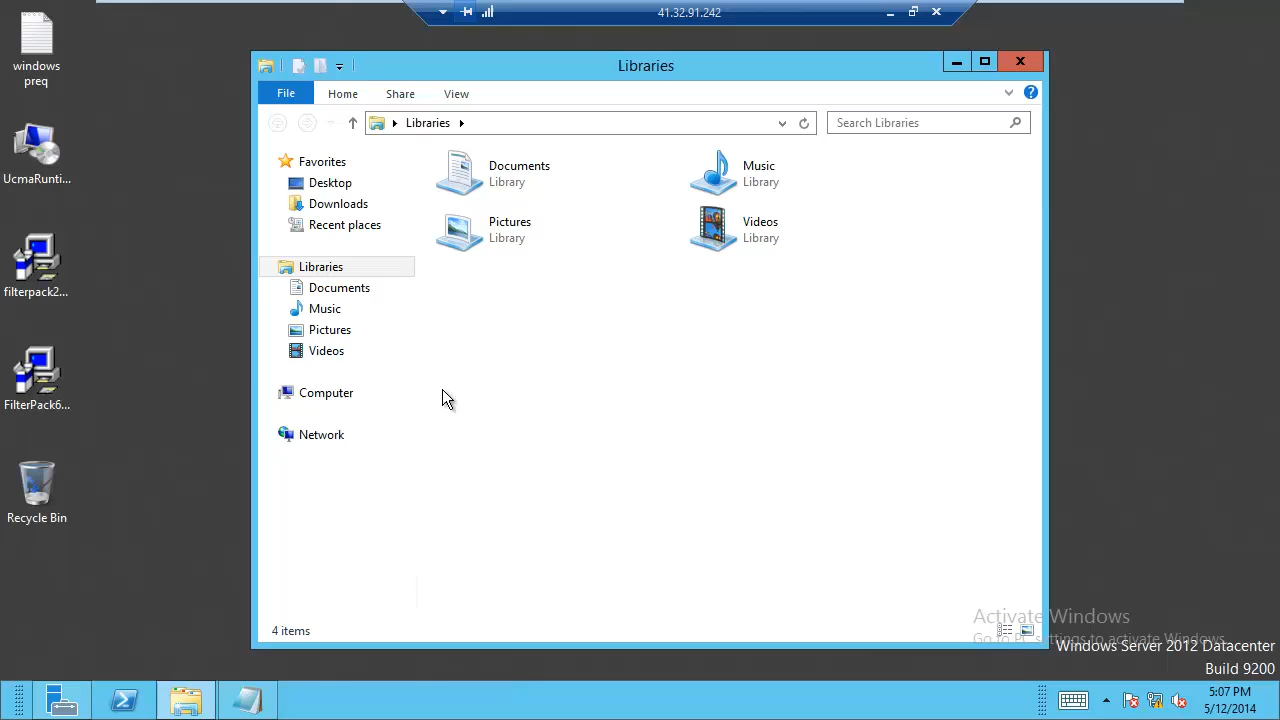 41.32.91.242
windows
preq
UcmaRunti...
filterpack2...
FilterPack6...
Recycle Bin
Libraries
File
Home
Share
View
Libraries
Search Libraries
Favorites
Desktop
Downloads
Recent places
Libraries
Documents
Music
Pictures
Videos
Computer
Network
Documents
Library
Music
Library
Pictures
Library
Videos
Library
4 items
Activate Windows
Go to PC settings to activate Windows.
Windows Server 2012 Datacenter
Build 9200
5:07 PM
5/12/2014